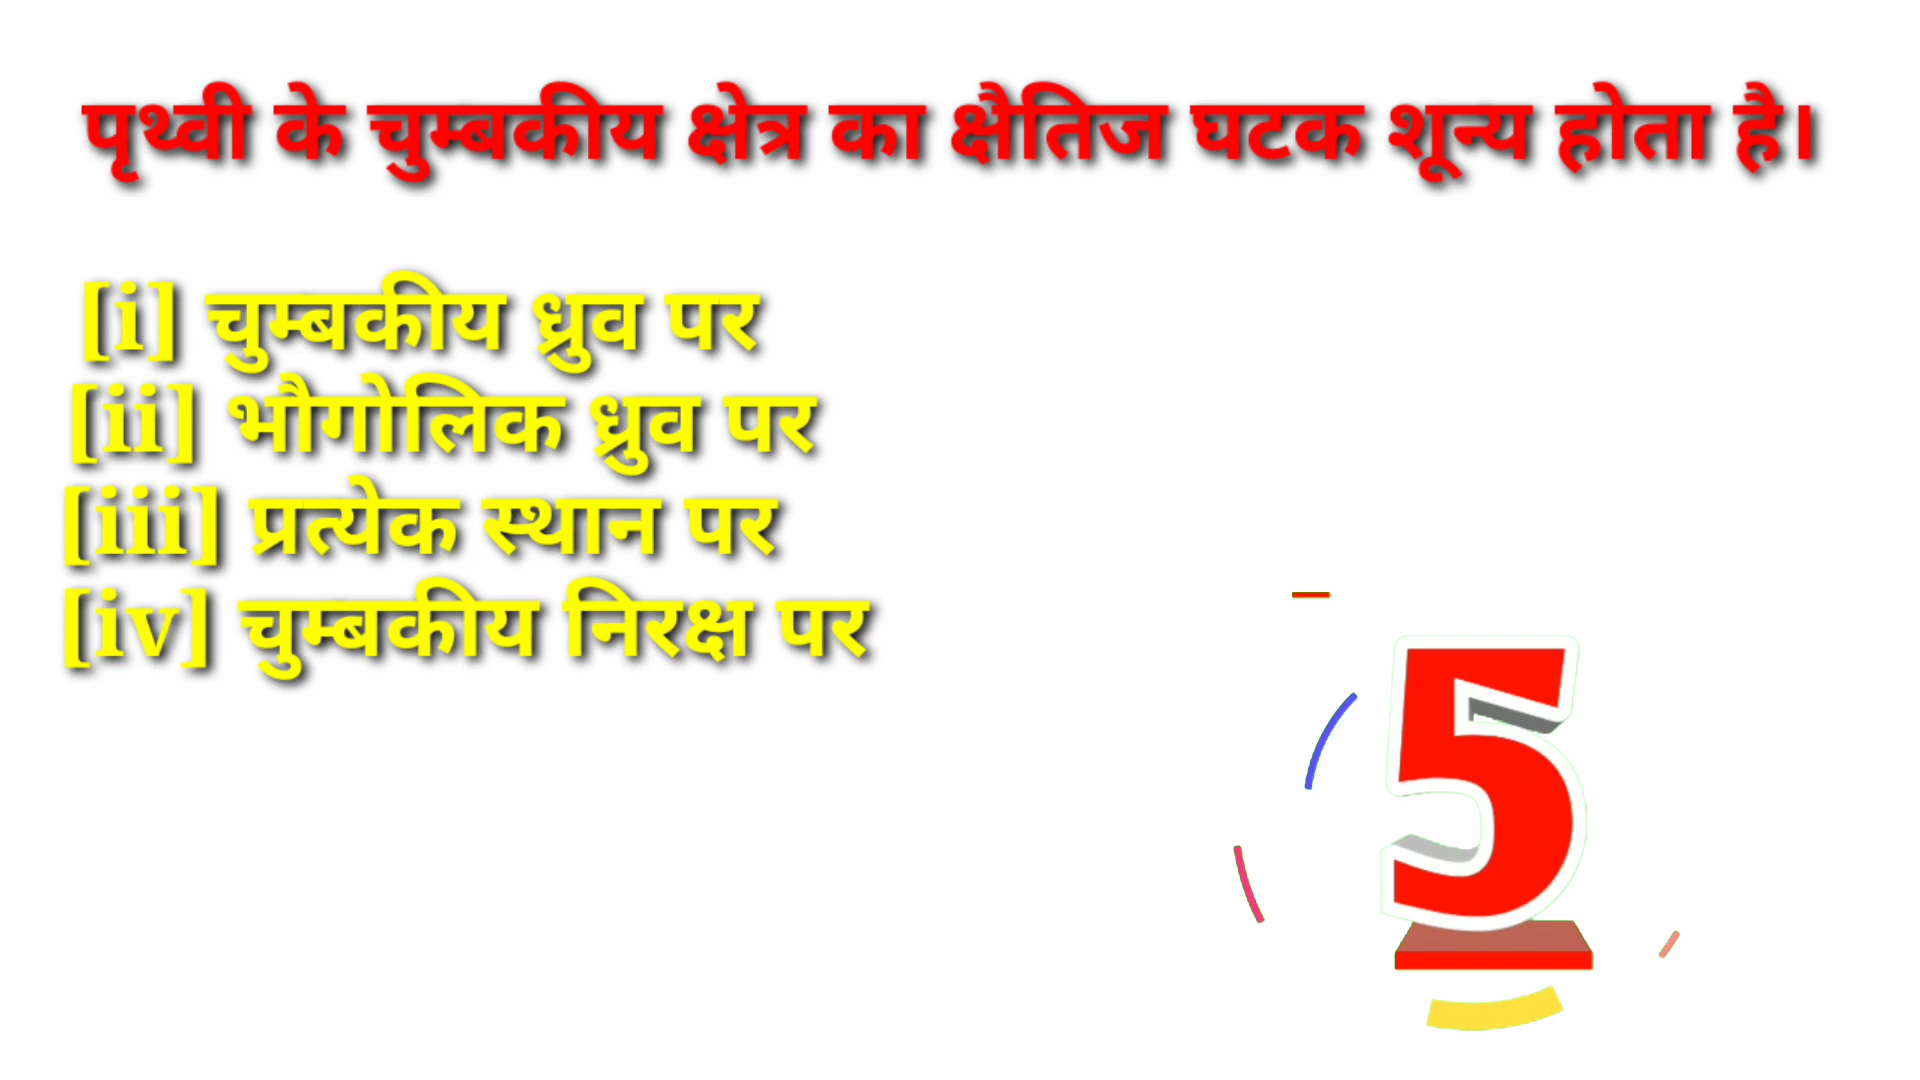 पृथ्वी के चुम्बकीय क्षेत्र का क्षैतिज घटक शून्य होता है।
[i] चुम्बकीय ध्रुव पर
[ii] भौगोलिक ध्रुव पर
[iii] प्रत्येक स्थान पर
[iv] चुम्बकीय निरक्ष पर
5